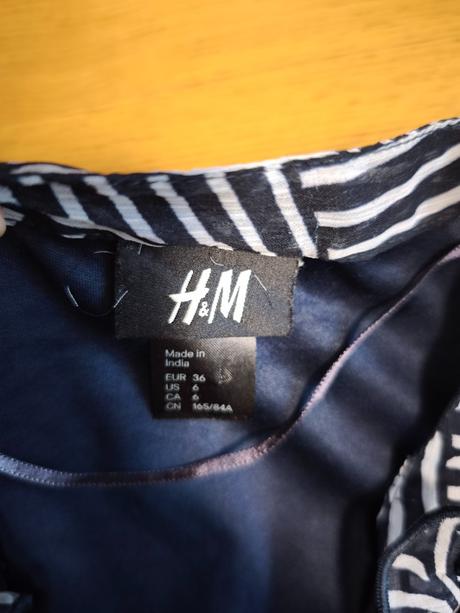 H&M
Made in
India
EUR 36
US 6
CA 6
CN 165/84A